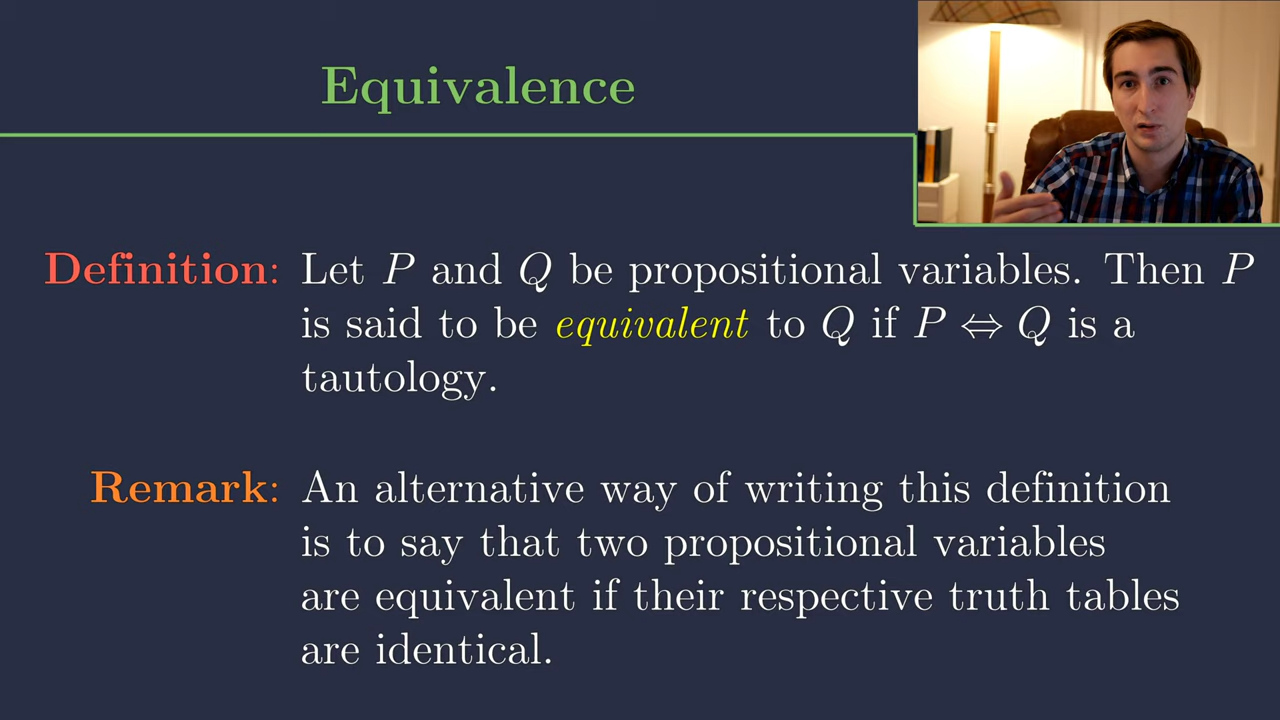 Equivalence
Definition: Let P and Q be propositional variables. Then P
is said to be equivalent to Q if P ⇔ Q is a
tautology.
Remark: An alternative way of writing this definition
is to say that two propositional variables
are equivalent if their respective truth tables
are identical.